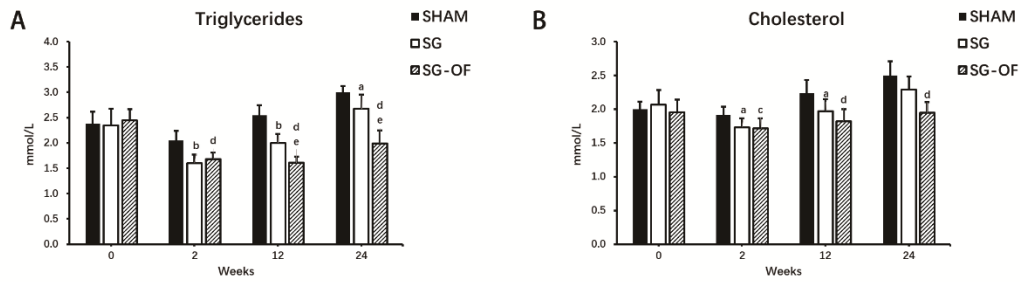 A
Triglycerides
SHAM
SG
SG-OF
mmol/L
4.0
3.5
3.0
2.5
2.0
1.5
1.0
0.5
0.0
b
d
b
d
e
a
d
e
0
2
12
24
Weeks
B
Cholesterol
SHAM
SG
SG-OF
mmol/L
3.0
2.5
2.0
1.5
1.0
0.5
0.0
a
c
a
d
d
0
2
12
24
Weeks